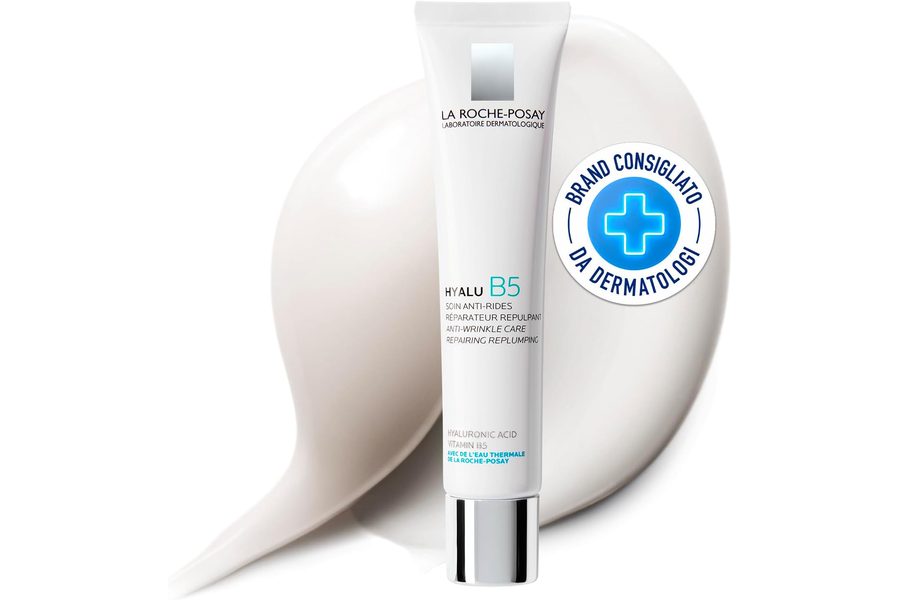 LA ROCHE-POSAY
LABORATOIRE DERMATOLOGIQUE
BRAND CONSIGLIATO
DA DERMATOLOGI
HYALU B5
SOIN ANTI-RIDES
RÉPARATEUR REPULPANT
ANTI-WRINKLE CARE
REPAIRING REPLUMPING
HYALURONIC ACID
VITAMIN B5
AVEC DE L'EAU THERMALE
DE LA ROCHE-POSAY